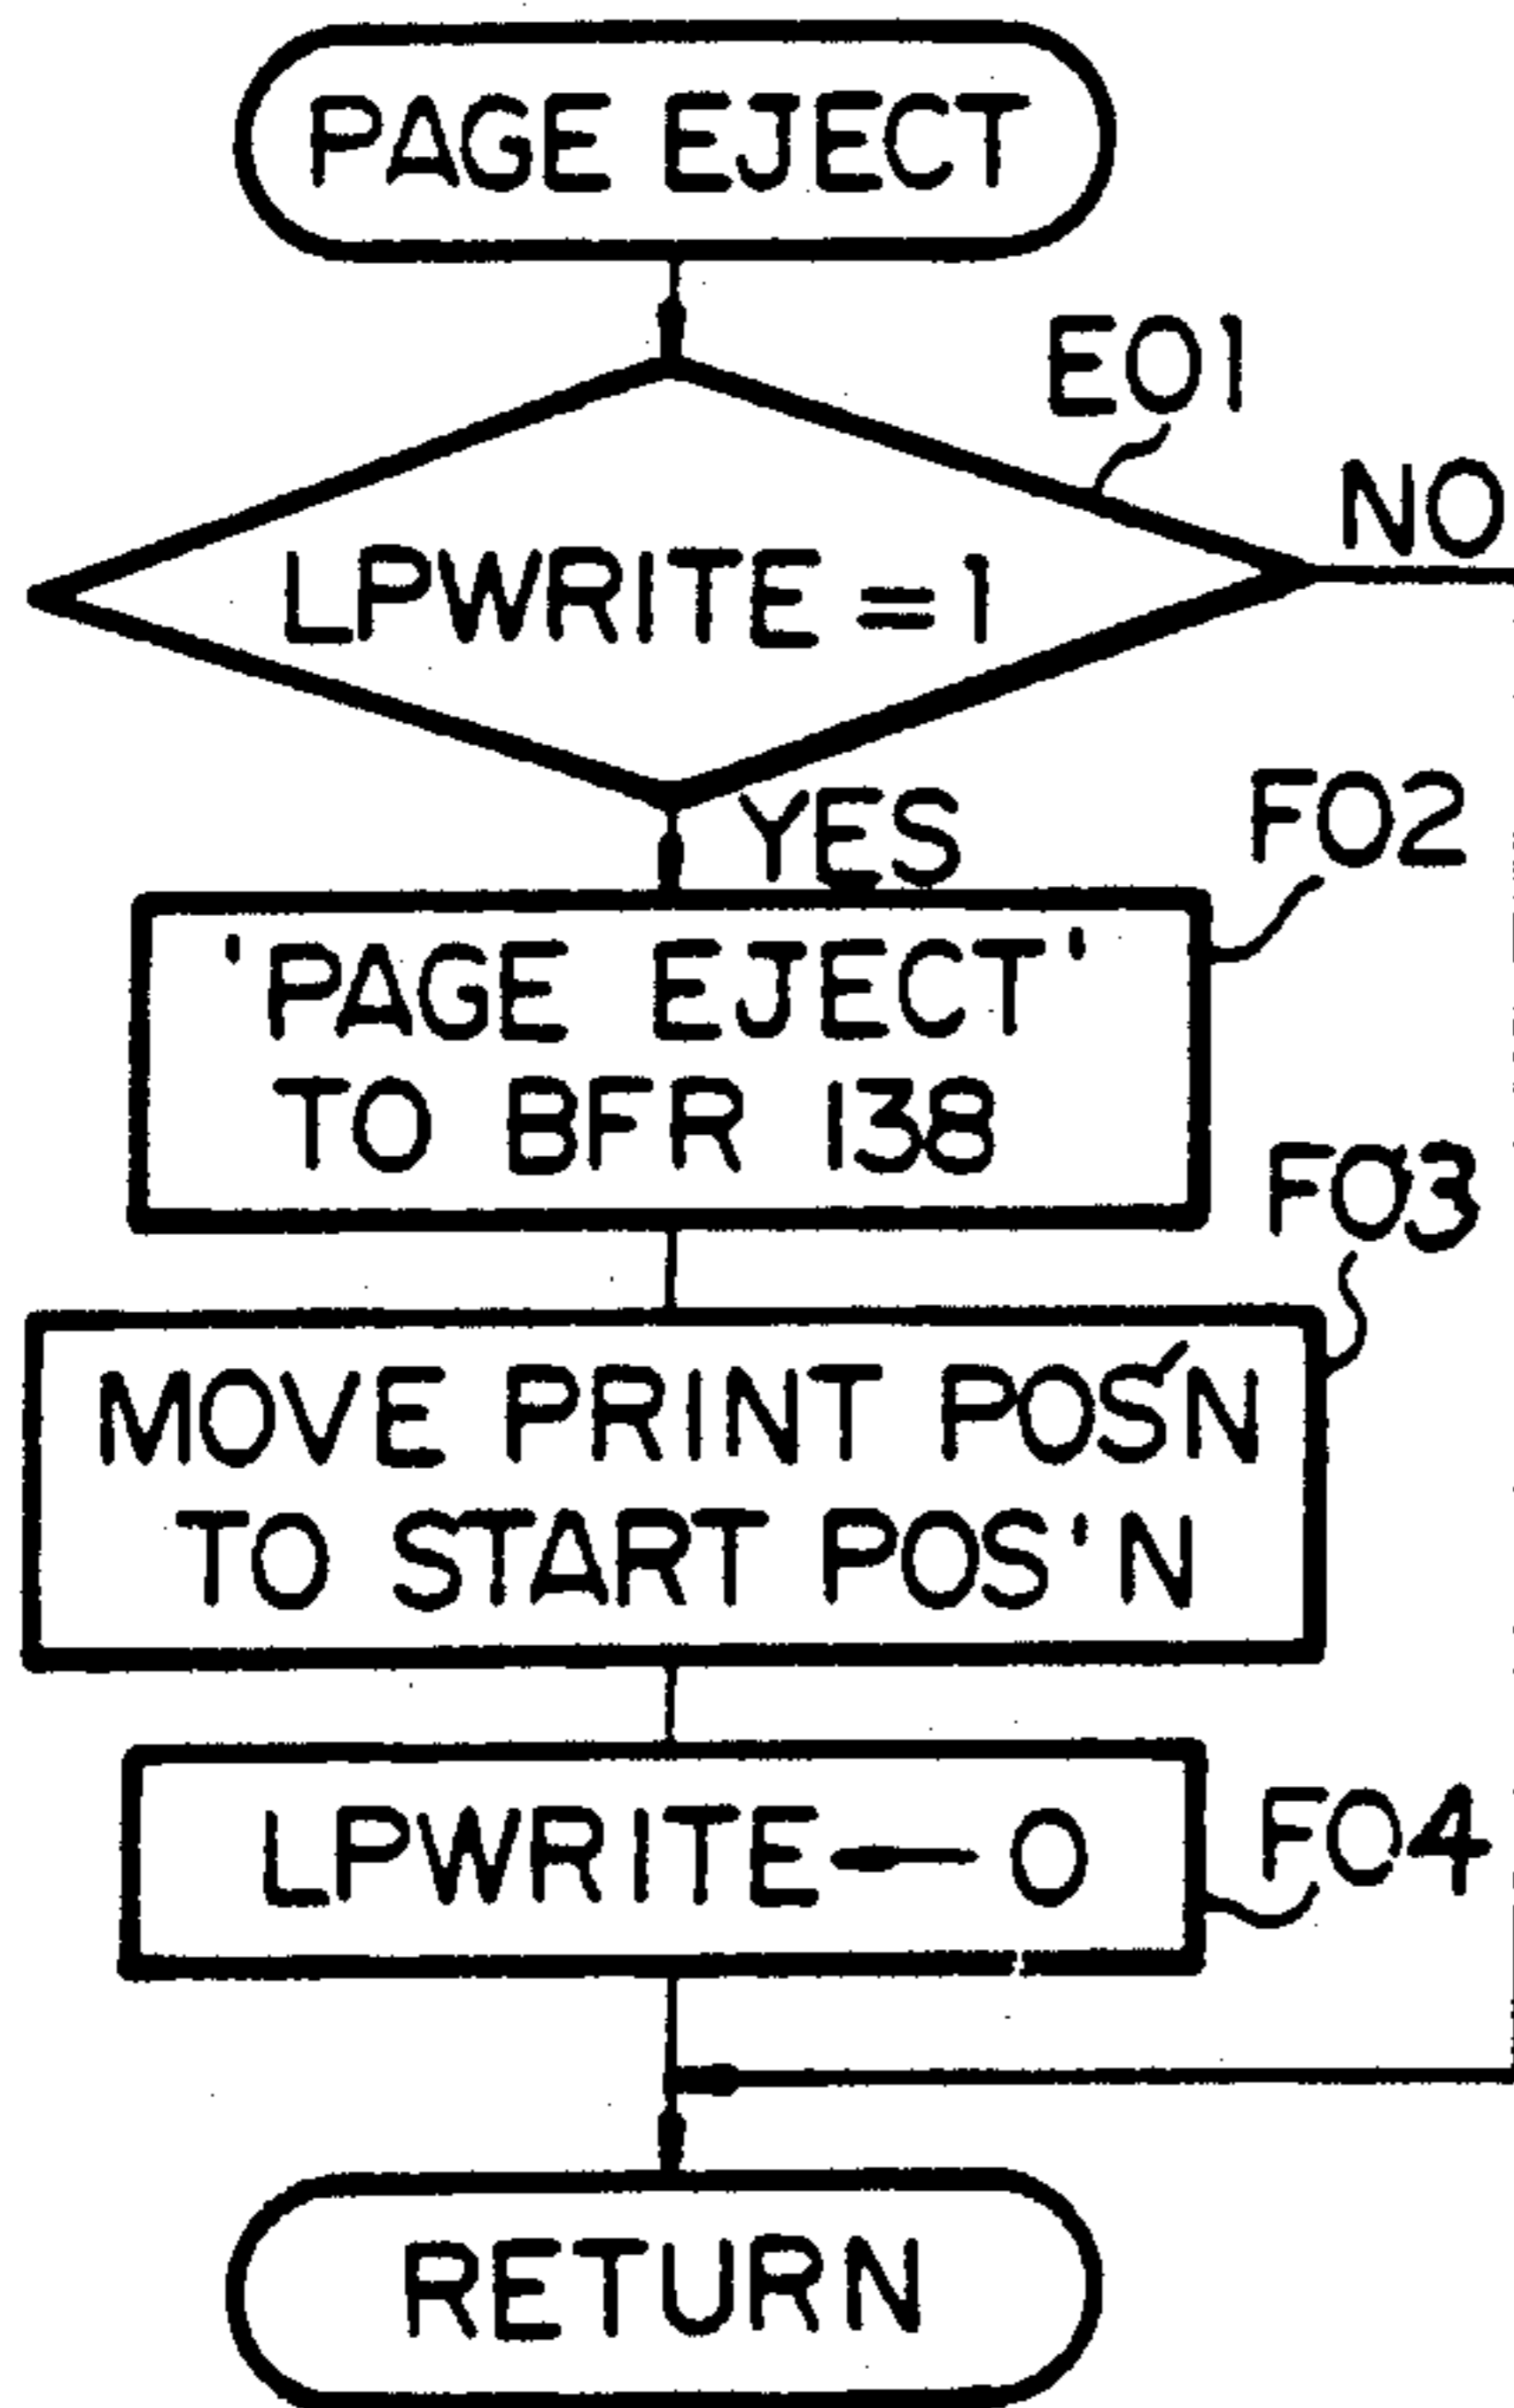 PAGE EJECT
E01
LPWRITE = 1
NO
YES
F02
'PAGE EJECT'
TO BFR 138
F03
MOVE PRINT POS'N
TO START POS'N
LPWRITE ← 0
F04
RETURN